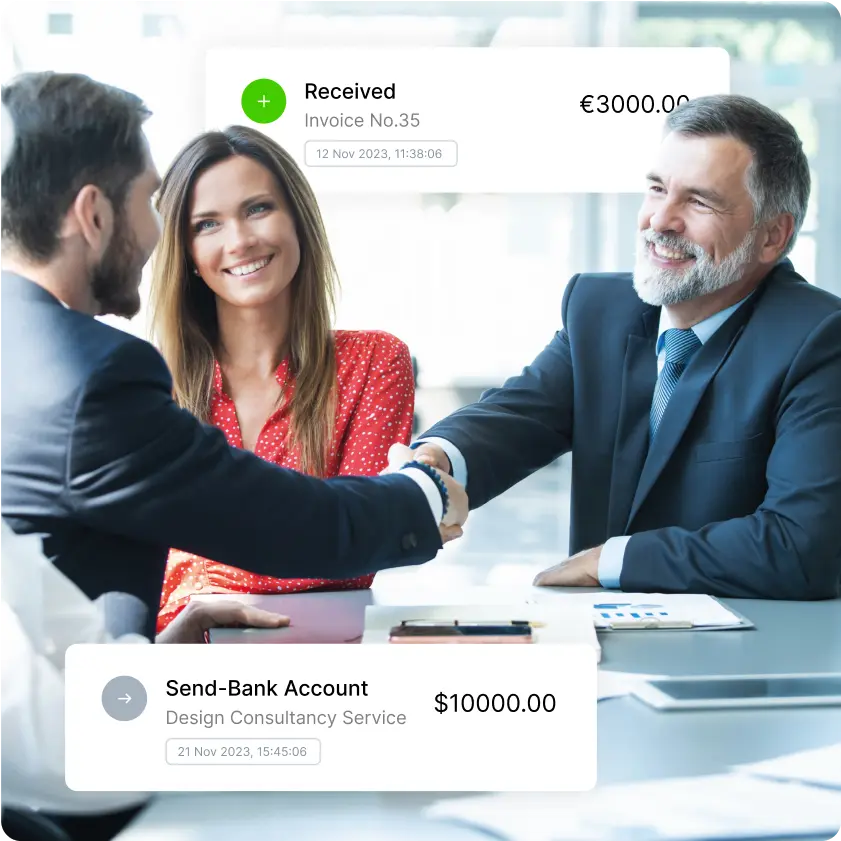 Received
€3000.00
Invoice No.35
12 Nov 2023, 11:38:06
Send-Bank Account
$10000.00
Design Consultancy Service
21 Nov 2023, 15:45:06